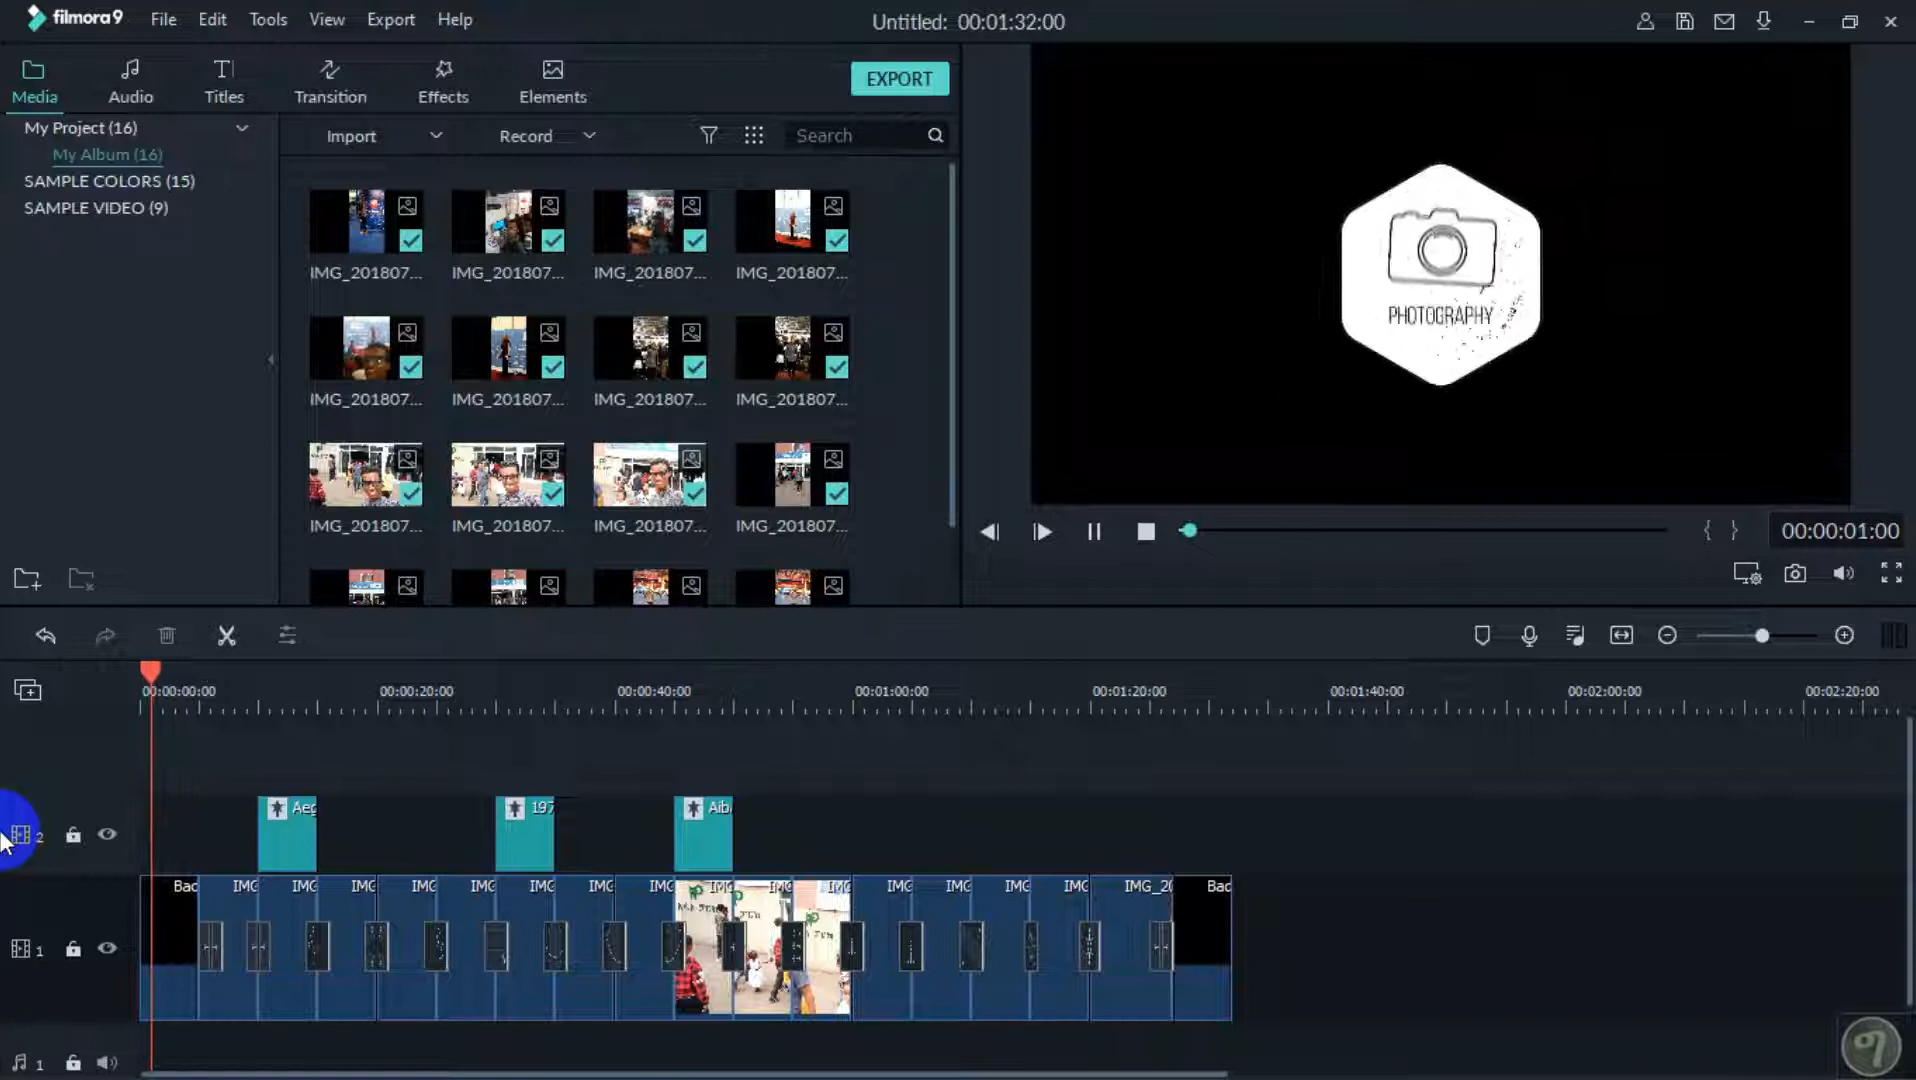 filmora9 File Edit Tools View Export Help Untitled: 00:01:32:00
Media Audio Titles Transition Effects Elements EXPORT
My Project (16)
My Album (16)
SAMPLE COLORS (15)
SAMPLE VIDEO (9)
Import Record Search
IMG_201807... IMG_201807... IMG_201807... IMG_201807...
IMG_201807... IMG_201807... IMG_201807... IMG_201807...
IMG_201807... IMG_201807... IMG_201807... IMG_201807...
PHOTOGRAPHY
00:00:01:00
00:00:00:00 00:00:20:00 00:00:40:00 00:01:00:00 00:01:20:00 00:01:40:00 00:02:00:00 00:02:20:00
2 Aeg 197 Aib
Bac IMG IMG IMG IMG IMG IMG IMG IMG IMG IMG IMG IMG IMG IMG IMG IMG_20 Bac
1
1